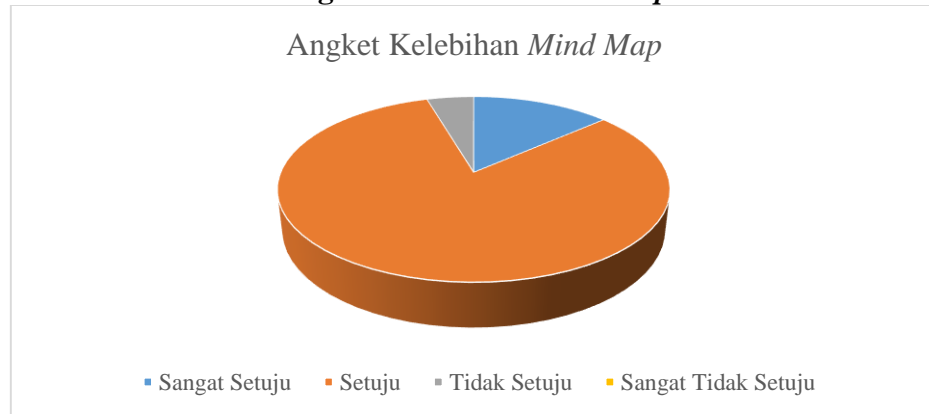 Angket Kelebihan Mind Map
Sangat Setuju
Setuju
Tidak Setuju
Sangat Tidak Setuju